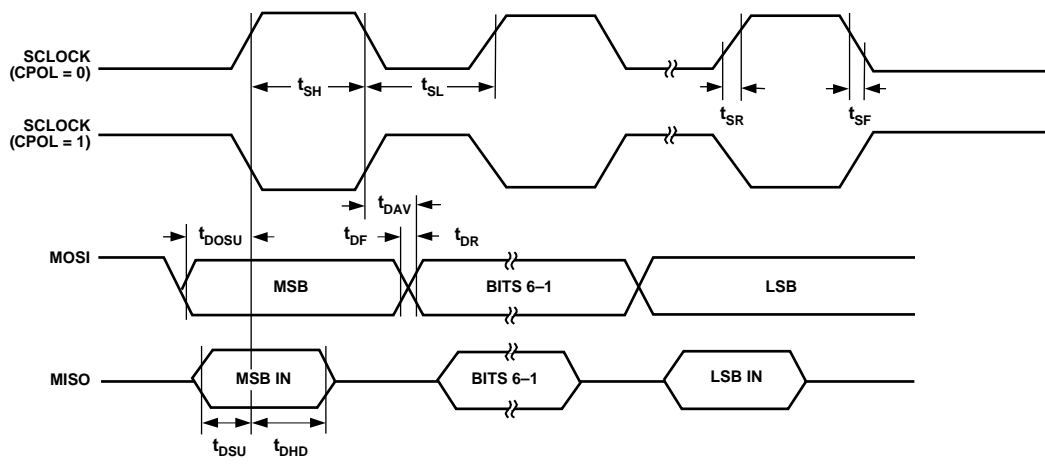 SCLOCK
(CPOL = 0)
tSH
tSL
tSR
tSF
SCLOCK
(CPOL = 1)
tDAV
tDOSU
tDF
tDR
MOSI
MSB
BITS 6–1
LSB
MISO
MSB IN
BITS 6–1
LSB IN
tDSU
tDHD